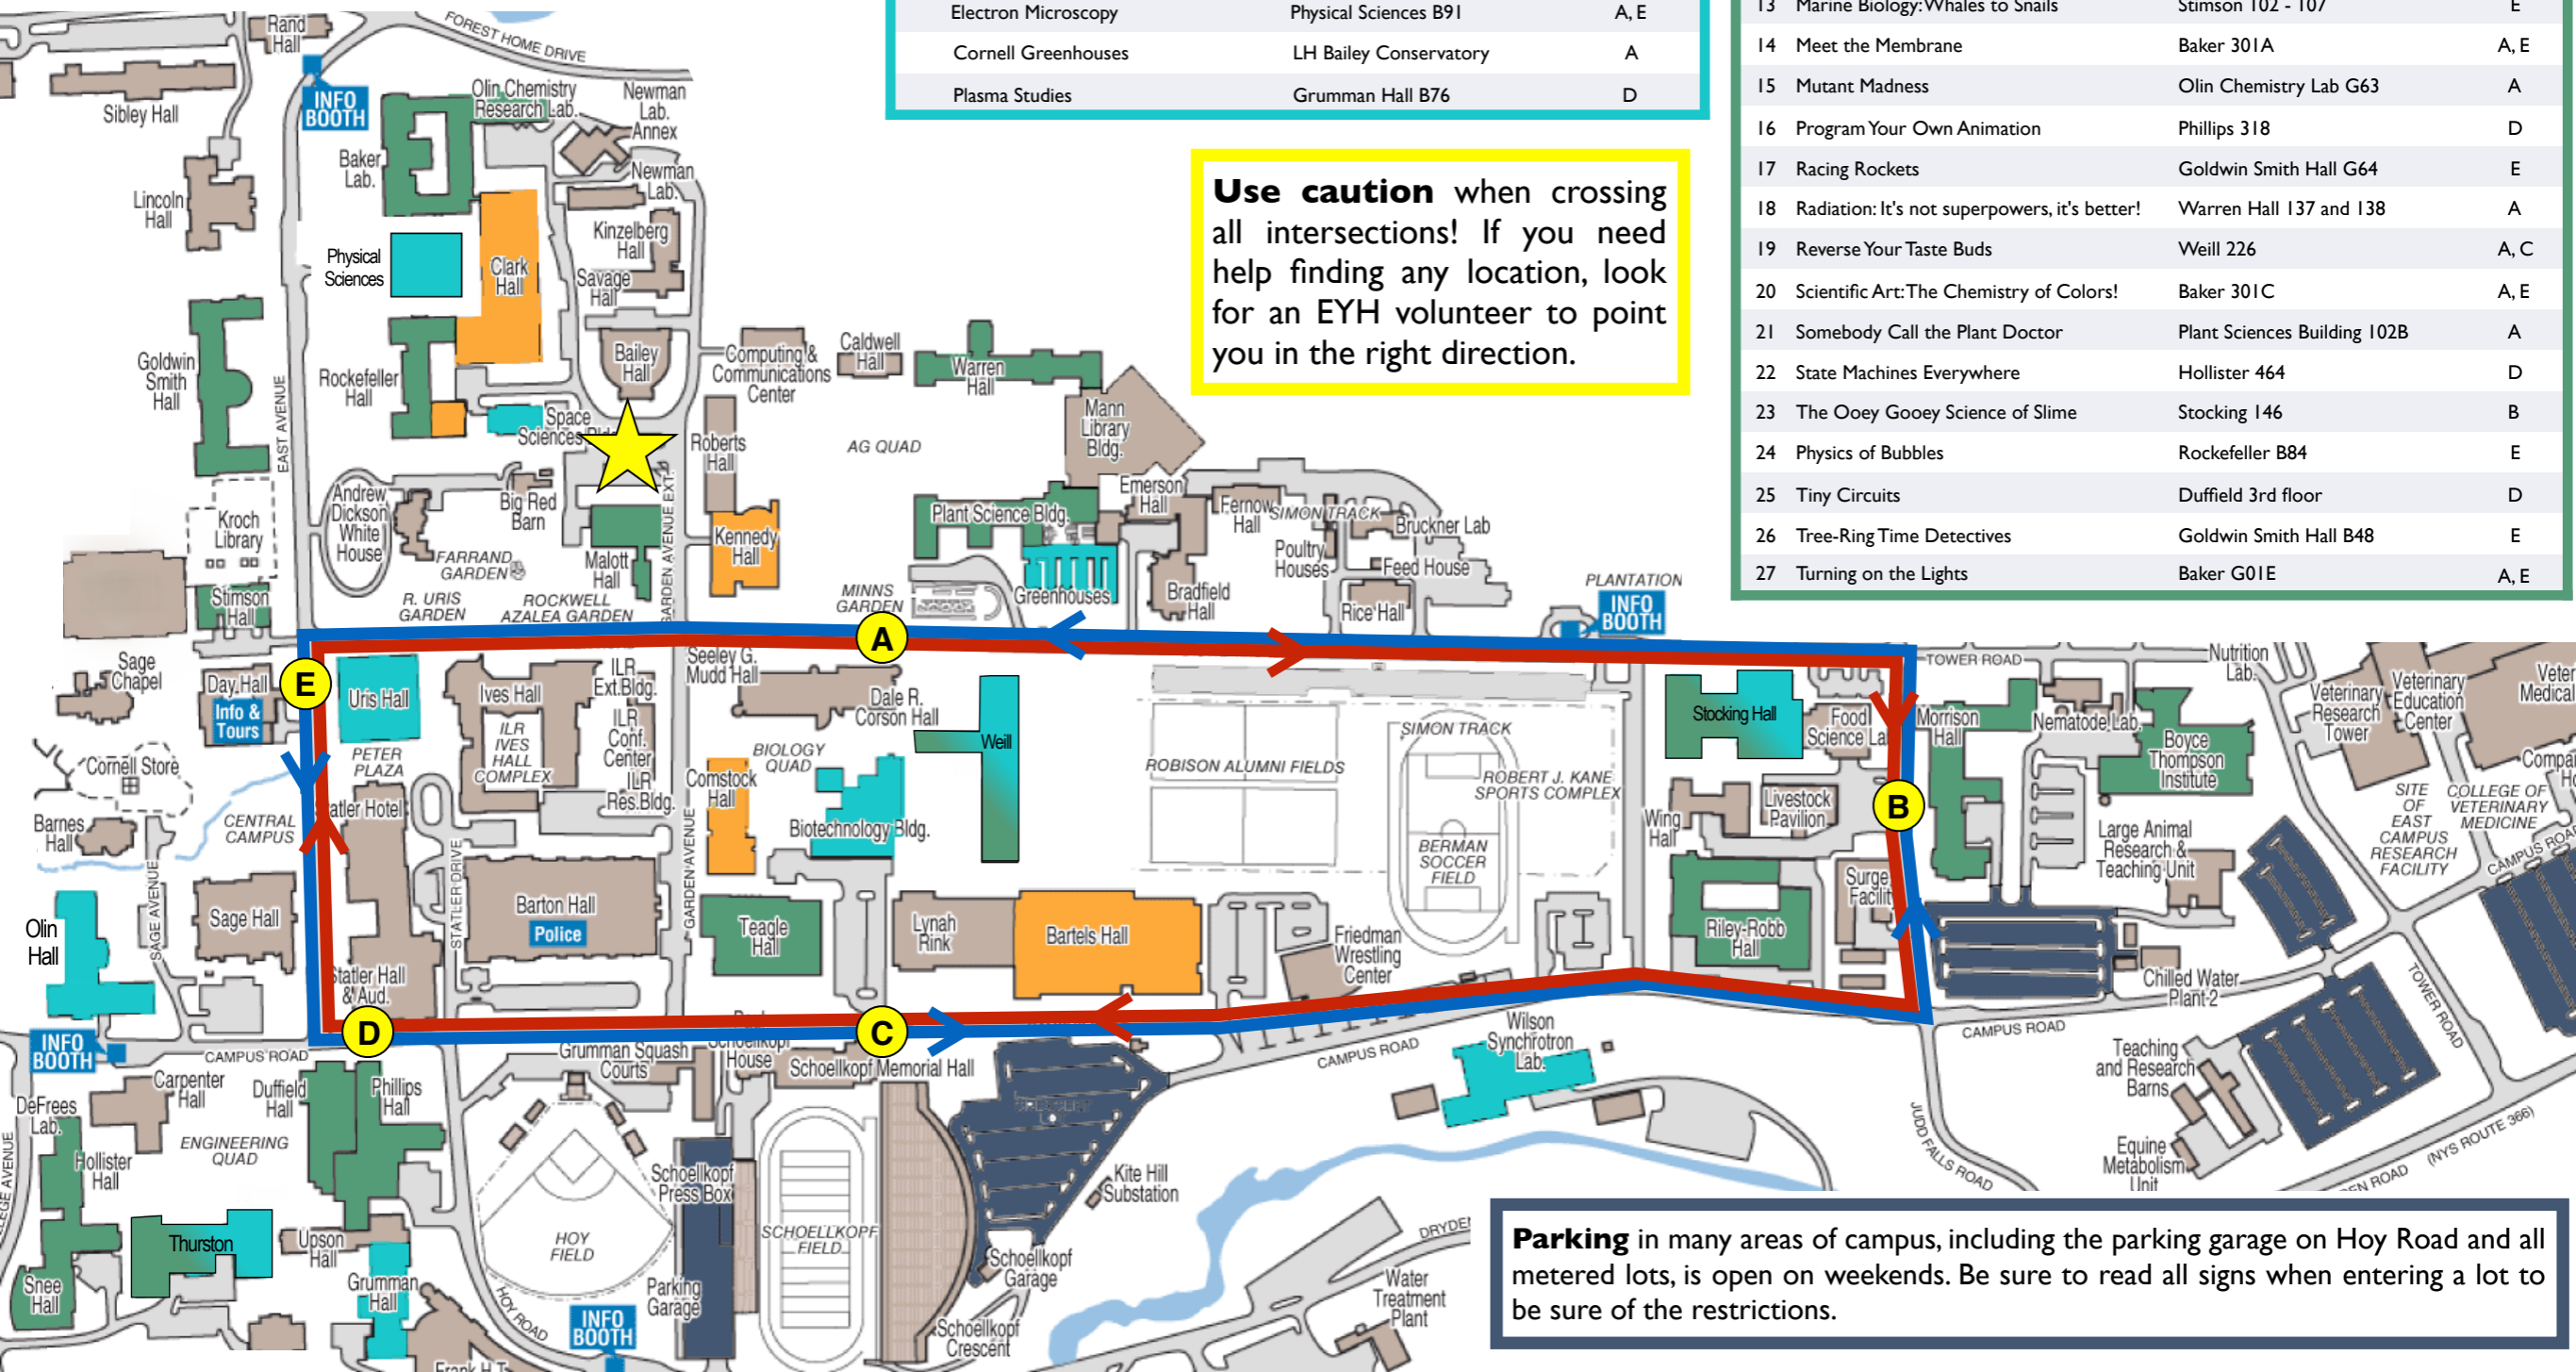 Electron Microscopy Physical Sciences B91 A, E
Cornell Greenhouses LH Bailey Conservatory A
Plasma Studies Grumman Hall B76 D
13 Marine Biology: Whales to Snails Stimson 102 - 107 E
14 Meet the Membrane Baker 301A A, E
15 Mutant Madness Olin Chemistry Lab G63 A
16 Program Your Own Animation Phillips 318 D
17 Racing Rockets Goldwin Smith Hall G64 E
18 Radiation: It's not superpowers, it's better! Warren Hall 137 and 138 A
19 Reverse Your Taste Buds Weill 226 A, C
20 Scientific Art: The Chemistry of Colors! Baker 301C A, E
21 Somebody Call the Plant Doctor Plant Sciences Building 102B A
22 State Machines Everywhere Hollister 464 D
23 The Ooey Gooey Science of Slime Stocking 146 B
24 Physics of Bubbles Rockefeller B84 E
25 Tiny Circuits Duffield 3rd floor D
26 Tree-Ring Time Detectives Goldwin Smith Hall B48 E
27 Turning on the Lights Baker G01E A, E
Use caution when crossing
all intersections! If you need
help finding any location, look
for an EYH volunteer to point
you in the right direction.
Rand
Hall
FOREST HOME DRIVE
Sibley Hall
INFO
BOOTH
Olin Chemistry
Research Lab.
Newman
Lab.
Annex
Baker
Lab.
Newman
Lab.
Lincoln
Hall
Kinzelberg
Hall
Physical
Sciences
Clark
Hall
Savage
Hall
Goldwin
Smith
Hall
EAST AVENUE
Rockefeller
Hall
Bailey
Hall
Computing &
Communications
Center
Caldwell
Hall
Warren
Hall
Mann
Library
Bldg.
Space
Sciences Bldg.
Roberts
Hall
AG QUAD
Andrew
Dickson
White
House
Big Red
Barn
GARDEN AVENUE EXT.
Kroch
Library
Malott
Hall
Kennedy
Hall
Plant Science Bldg.
Emerson
Hall
Fernow
Hall
SIMON TRACK
Bruckner Lab
Poultry
Houses
Feed House
FARRAND
GARDEN
Stimson
Hall
R. URIS
GARDEN
ROCKWELL
AZALEA GARDEN
MINNS
GARDEN
Greenhouses
Bradfield
Hall
Rice Hall
PLANTATION
INFO
BOOTH
A
E
Sage
Chapel
Day Hall
Info &
Tours
Uris Hall
Ives Hall
ILR
Ext.Bldg.
ILR
IVES
HALL
COMPLEX
ILR
Conf.
Center
ILR
Res.Bldg.
Seeley G.
Mudd Hall
Dale R.
Corson Hall
Weill
BIOLOGY
QUAD
Comstock
Hall
Biotechnology Bldg.
ROBISON ALUMNI FIELDS
SIMON TRACK
ROBERT J. KANE
SPORTS COMPLEX
BERMAN
SOCCER
FIELD
Stocking Hall
Food
Science La
TOWER ROAD
Nutrition
Lab.
Morrison
Hall
Nematode Lab.
Boyce
Thompson
Institute
Veterinary
Research
Tower
Veterinary
Education
Center
Veter
Medical
Compa
SITE
OF
EAST
CAMPUS
RESEARCH
FACILITY
COLLEGE OF
VETERINARY
MEDICINE
CAMPUS ROAD
Cornell Store
PETER
PLAZA
Statler Hotel
Barnes
Hall
CENTRAL
CAMPUS
SAGE AVENUE
Sage Hall
STATLER DRIVE
Barton Hall
Police
GARDEN AVENUE
Teagle
Hall
Lynah
Rink
Bartels Hall
Friedman
Wrestling
Center
Wing
Hall
Livestock
Pavilion
B
Riley-Robb
Hall
Surge
Facilit
Large Animal
Research &
Teaching Unit
Chilled Water
Plant-2
TOWER ROAD
Olin
Hall
Statler Hall
& Aud.
D
C
INFO
BOOTH
CAMPUS ROAD
Grumman Squash
Courts
Schoellkopf
House
Schoellkopf Memorial Hall
CAMPUS ROAD
Wilson
Synchrotron
Lab.
CAMPUS ROAD
Teaching
and Research
Barns
JUDD FALLS ROAD
Equine
Metabolism
Unit
EN ROAD (NYS ROUTE 366)
Carpenter
Hall
Duffield
Hall
Phillips
Hall
DeFrees
Lab.
ENGINEERING
QUAD
Hollister
Hall
LEGE AVENUE
Thurston
Upson
Hall
Snee
Hall
Grumman
Hall
HOY ROAD
HOY
FIELD
Schoellkopf
Press Box
Parking
Garage
SCHOELLKOPF
FIELD
Kite Hill
Substation
Schoellkopf
Garage
Schoellkopf
Crescent
INFO
BOOTH
Frank H.T.
DRYDE
Water
Treatment
Plant
Parking in many areas of campus, including the parking garage on Hoy Road and all
metered lots, is open on weekends. Be sure to read all signs when entering a lot to
be sure of the restrictions.